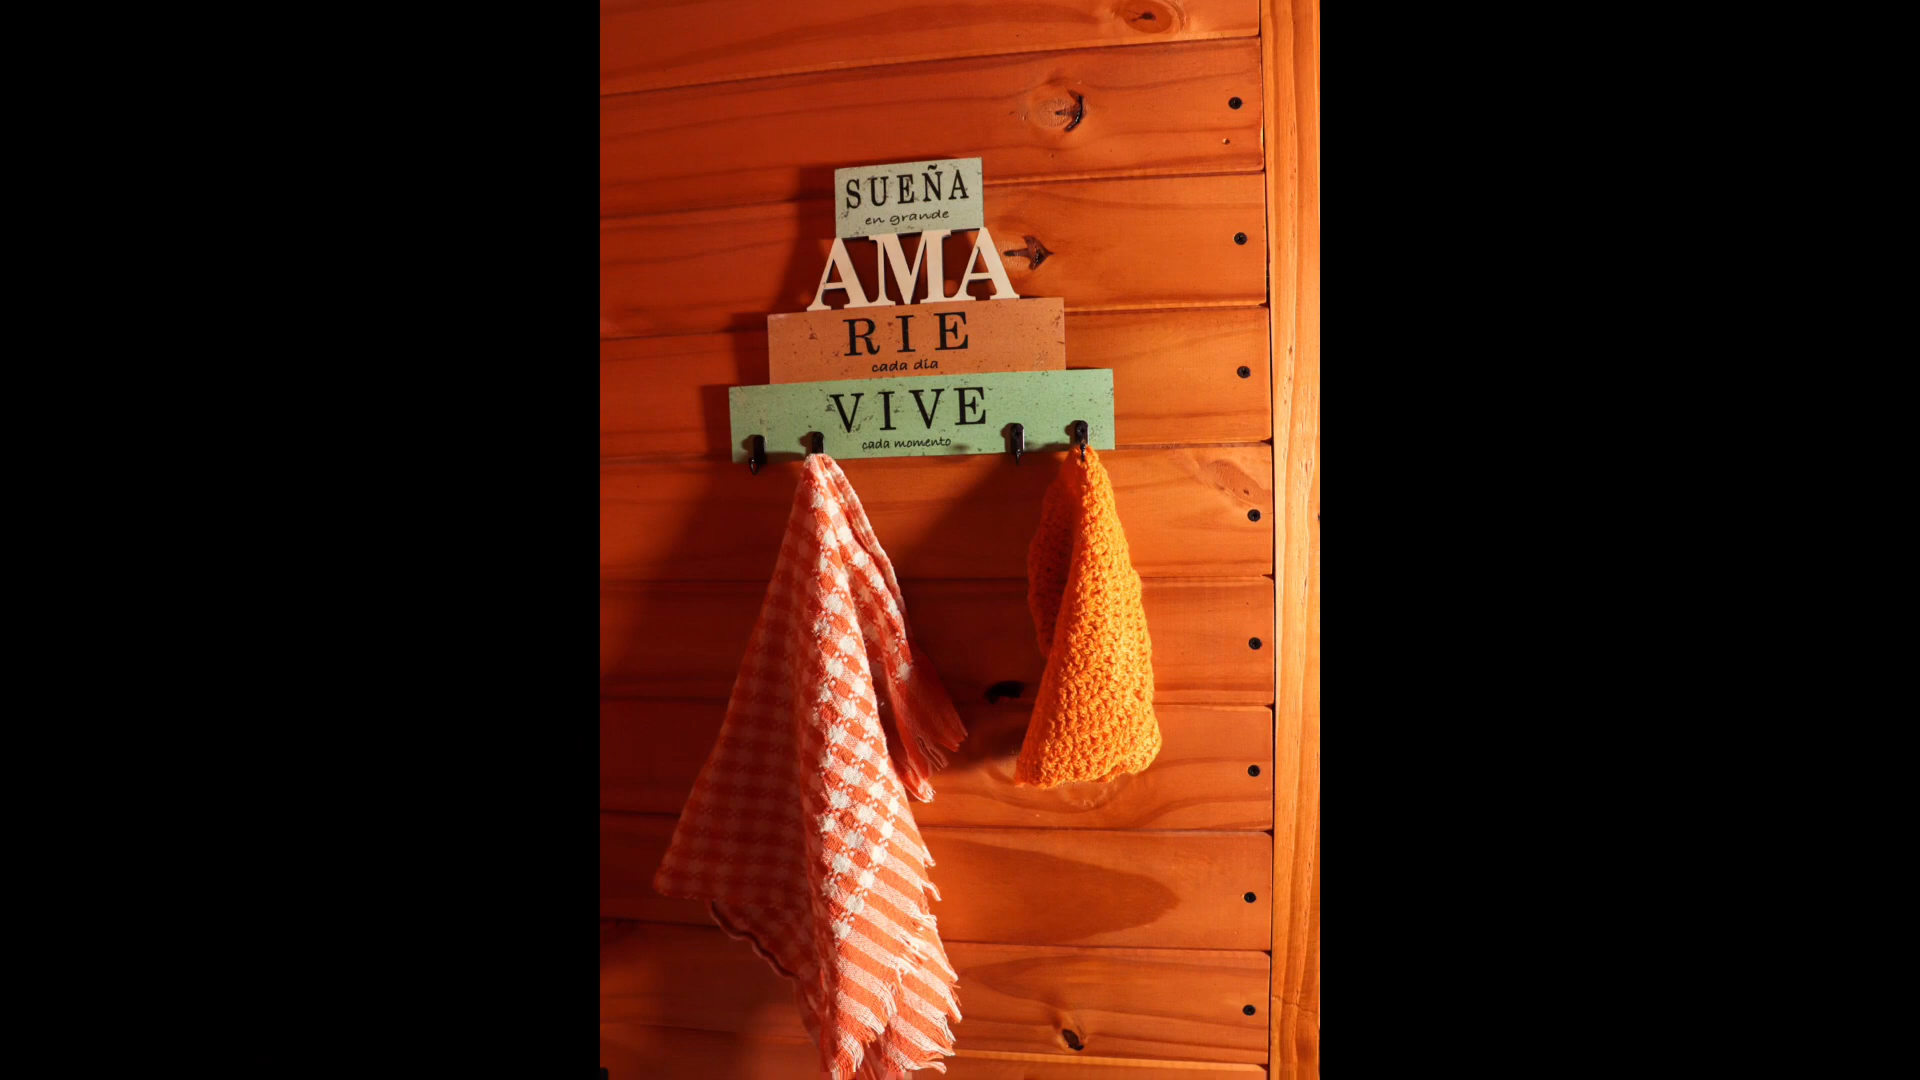 SUEÑA
en grande
AMA
RIE
cada día
VIVE
cada momento